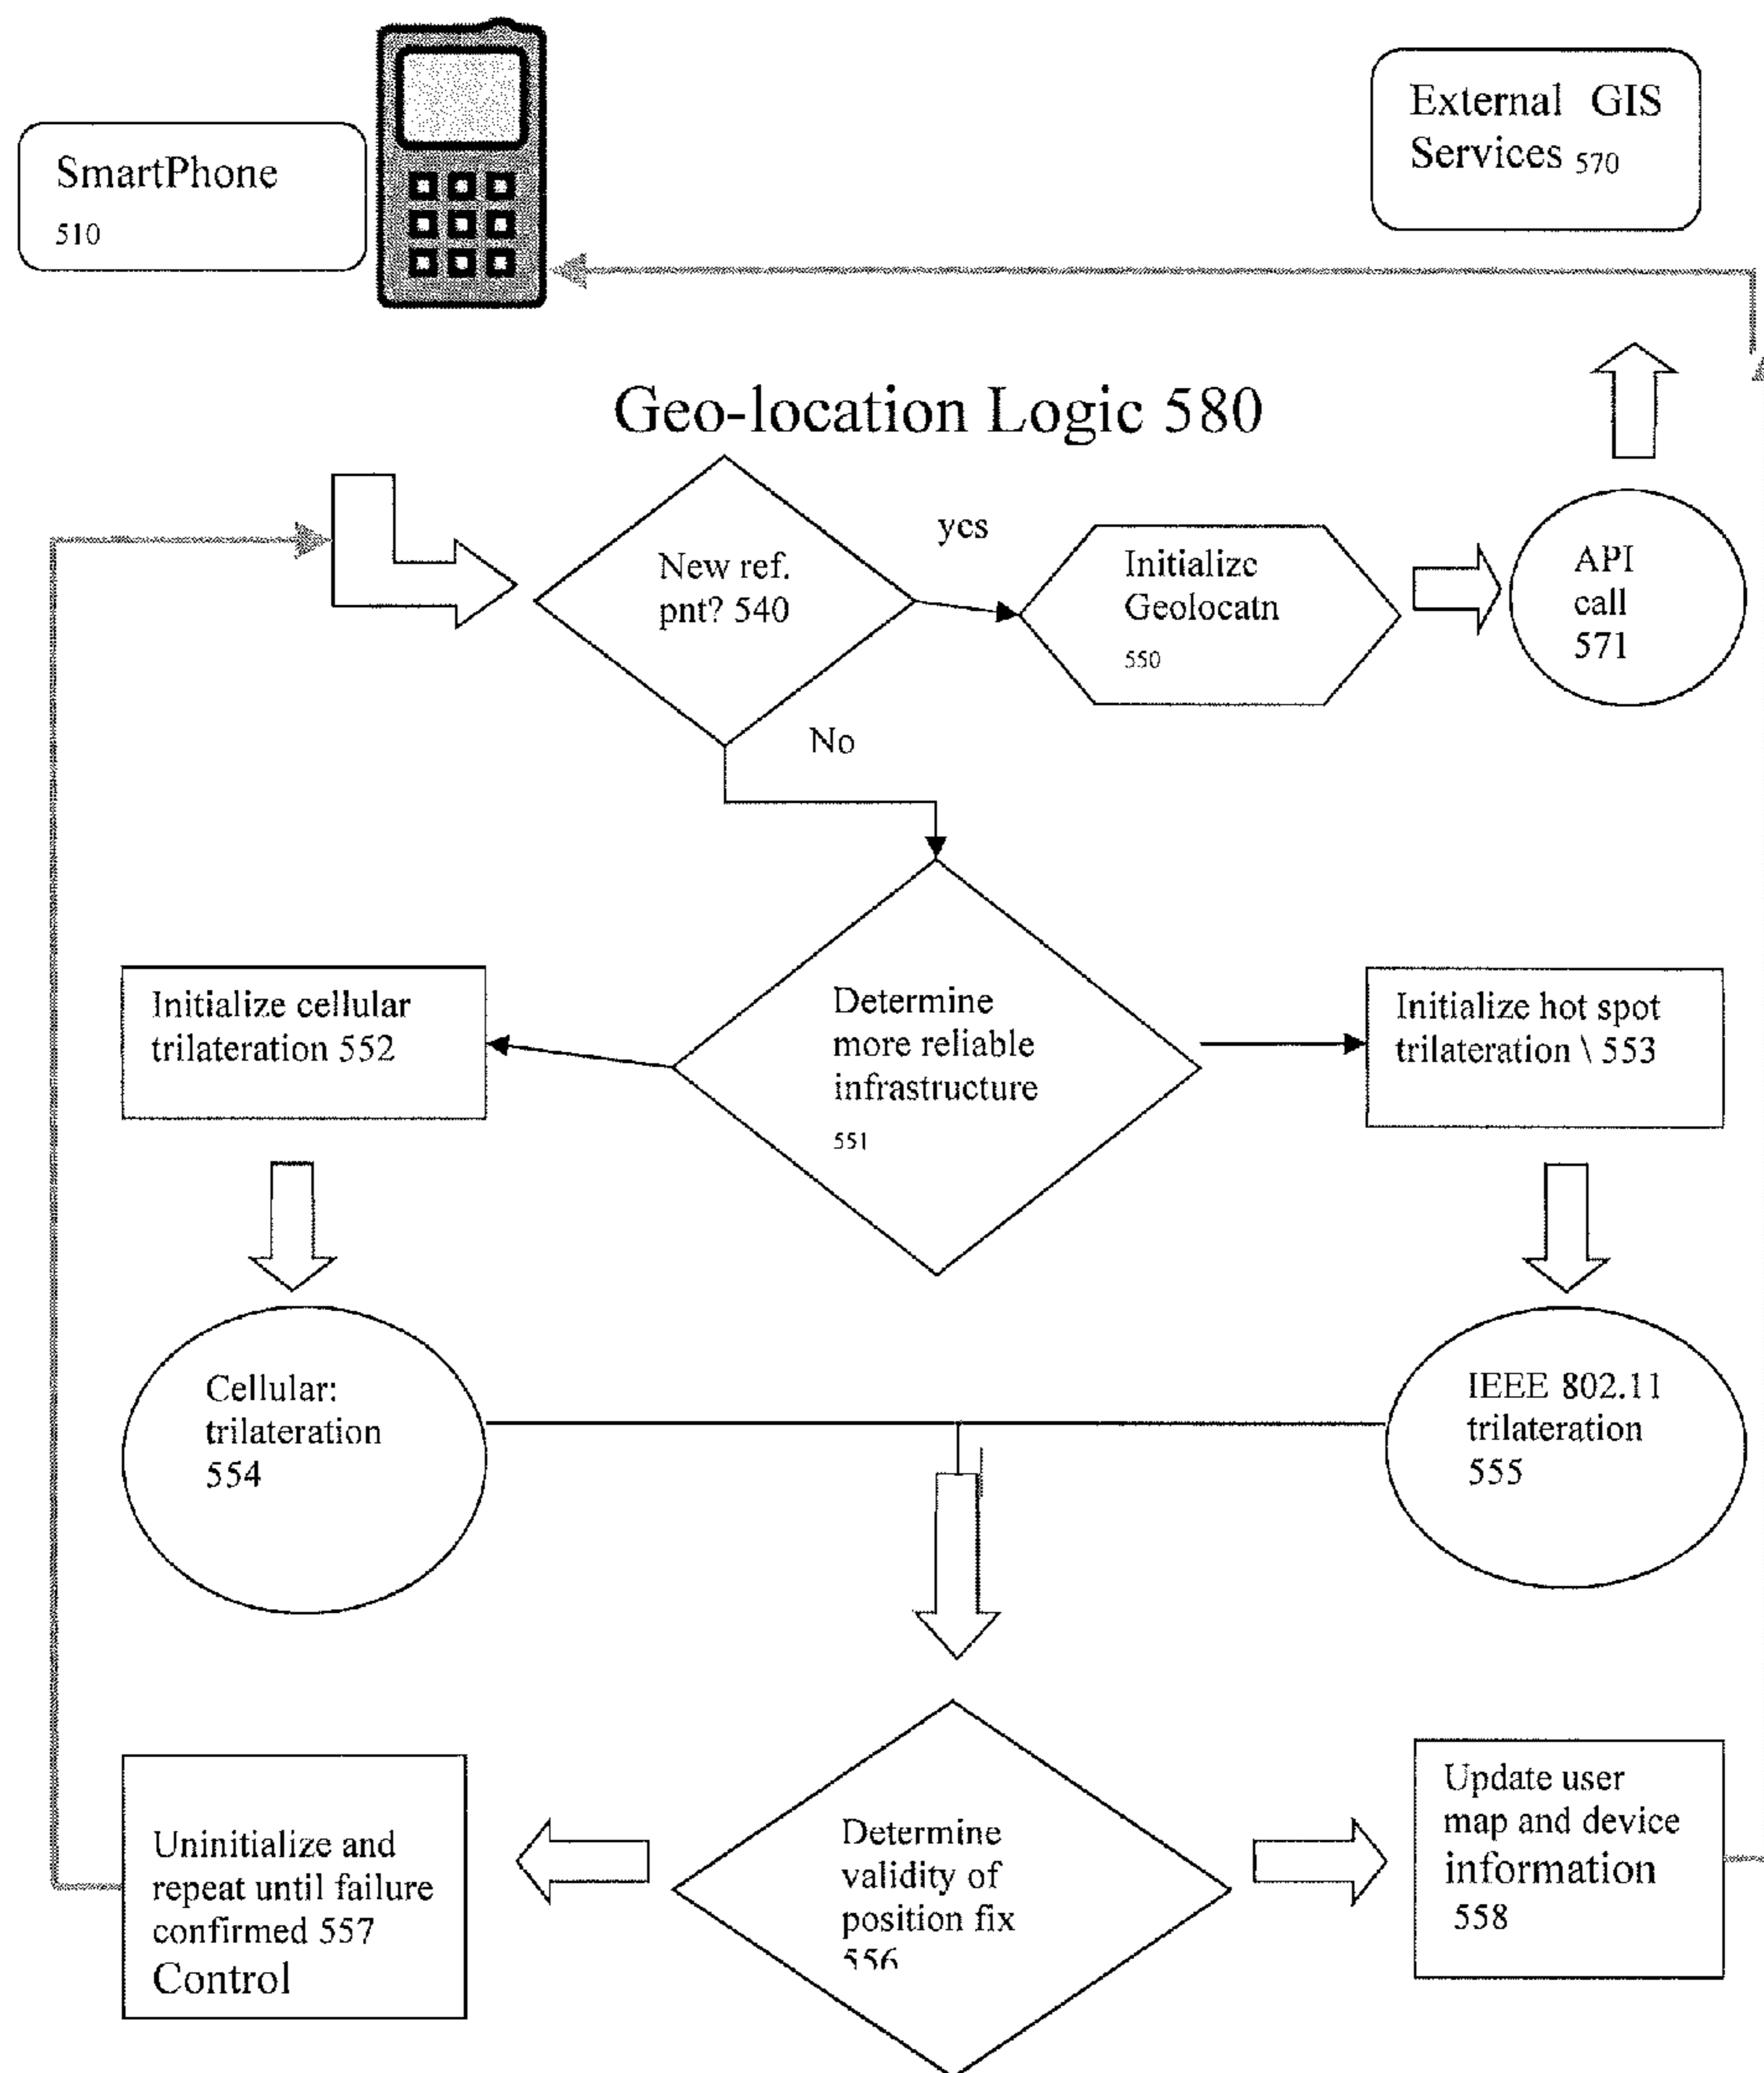 External GIS
Services 570
SmartPhone
510
Geo-location Logic 580
yes
New ref.
pnt? 540
Initialize
Geolocatn
550
API
call
571
No
Initialize cellular
trilateration 552
Determine
more reliable
infrastructure
551
Initialize hot spot
trilateration \ 553
Cellular:
trilateration
554
IEEE 802.11
trilateration
555
Uninitialize and
repeat until failure
confirmed 557
Control
Determine
validity of
position fix
556
Update user
map and device
information
558